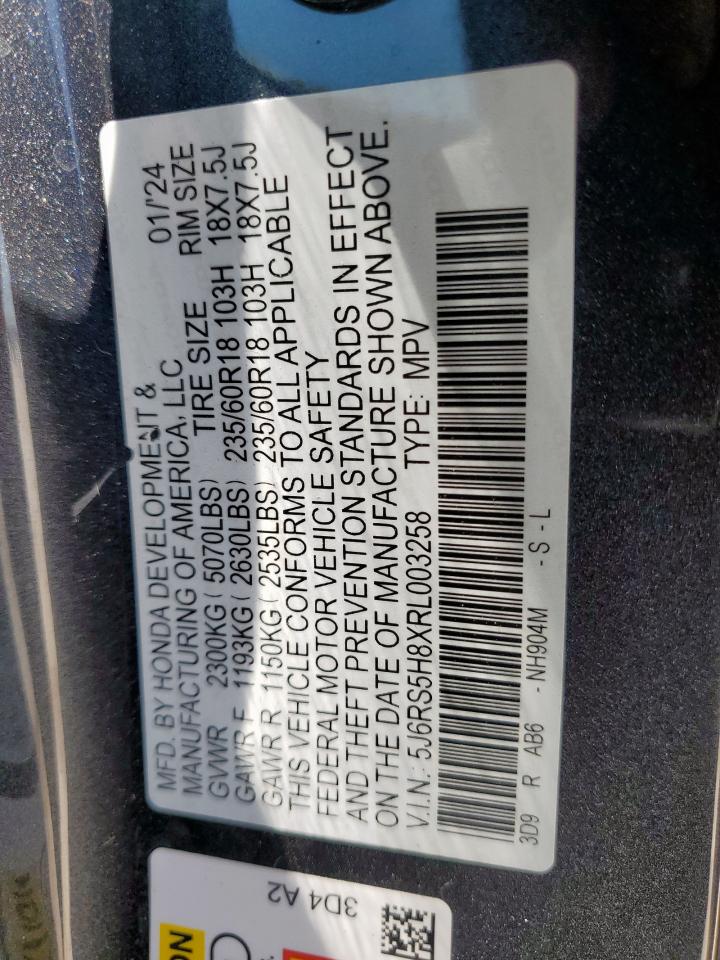 MFD. BY HONDA DEVELOPMENT & 01/'24
MANUFACTURING OF AMERICA, LLC
GVWR 2300KG ( 5070LBS) TIRE SIZE RIM SIZE
GAWR F 1193KG ( 2630LBS) 235/60R18 103H 18X7.5J
GAWR R 1150KG ( 2535LBS) 235/60R18 103H 18X7.5J
THIS VEHICLE CONFORMS TO ALL APPLICABLE
FEDERAL MOTOR VEHICLE SAFETY
AND THEFT PREVENTION STANDARDS IN EFFECT
ON THE DATE OF MANUFACTURE SHOWN ABOVE.
V.I.N.: 5J6RS5H8XRL003258 TYPE: MPV
3D9 R AB6 - NH904M - S - L
3D4 A2